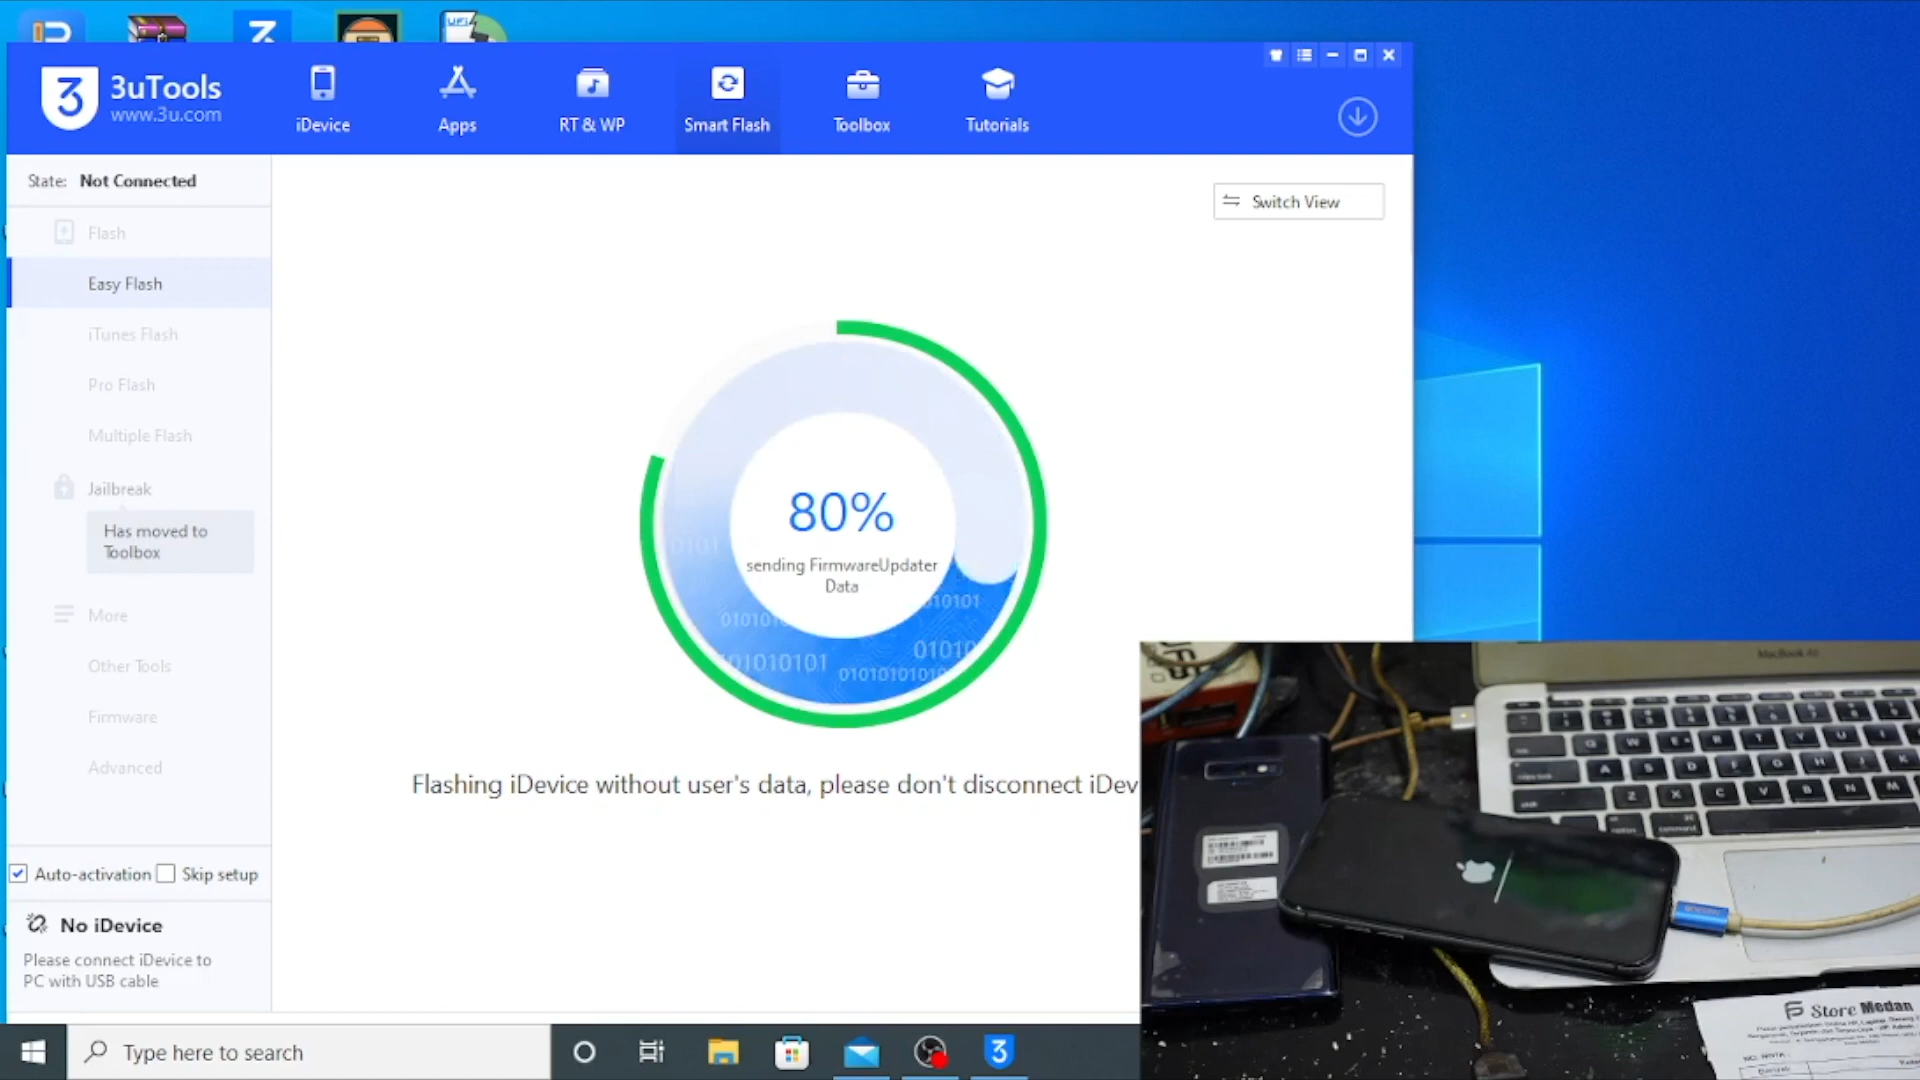 3uTools
www.3u.com
iDevice
Apps
RT & WP
Smart Flash
Toolbox
Tutorials
State: Not Connected
Switch View
Flash
Easy Flash
iTunes Flash
Pro Flash
Multiple Flash
Jailbreak
Has moved to
Toolbox
More
Other Tools
Firmware
Advanced
80%
sending FirmwareUpdater
Data
Flashing iDevice without user's data, please don't disconnect iDev
Auto-activation
Skip setup
No iDevice
Please connect iDevice to
PC with USB cable
Type here to search
MacBook Air
Store Medan